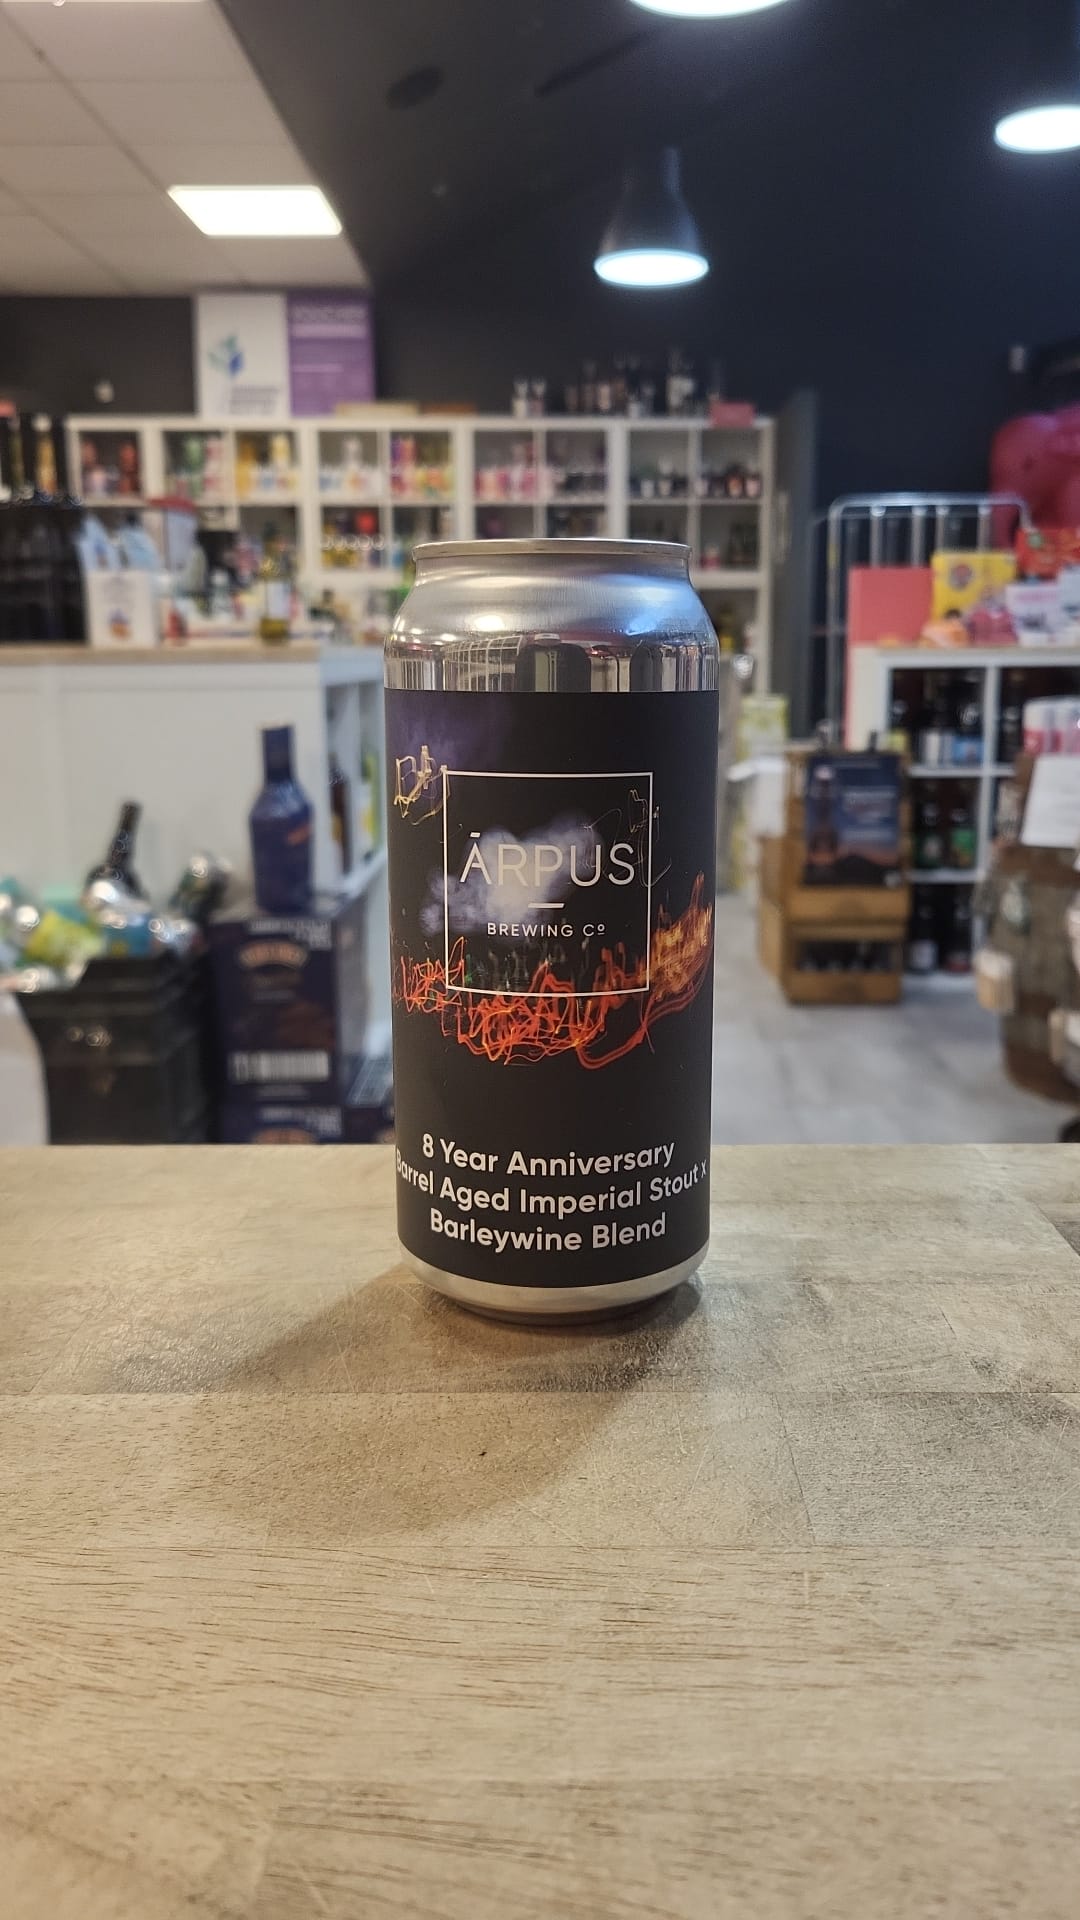 ĀRPUS
BREWING Cº
8 Year Anniversary
Barrel Aged Imperial Stout x
Barleywine Blend